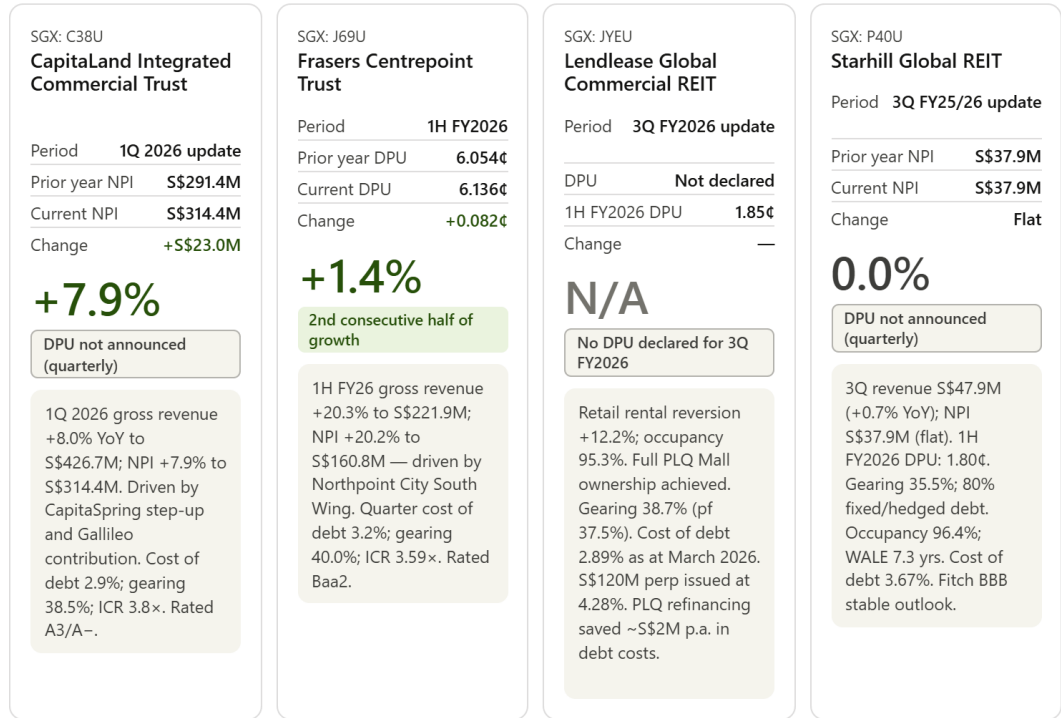 SGX: C38U
CapitaLand Integrated
Commercial Trust
Period 1Q 2026 update
Prior year NPI S$291.4M
Current NPI S$314.4M
Change +S$23.0M
+7.9%
DPU not announced
(quarterly)
1Q 2026 gross revenue
+8.0% YoY to
S$426.7M; NPI +7.9% to
S$314.4M. Driven by
CapitaSpring step-up
and Gallileo
contribution. Cost of
debt 2.9%; gearing
38.5%; ICR 3.8×. Rated
A3/A−.
SGX: J69U
Frasers Centrepoint
Trust
Period 1H FY2026
Prior year DPU 6.054¢
Current DPU 6.136¢
Change +0.082¢
+1.4%
2nd consecutive half of
growth
1H FY26 gross revenue
+20.3% to S$221.9M;
NPI +20.2% to
S$160.8M — driven by
Northpoint City South
Wing. Quarter cost of
debt 3.2%; gearing
40.0%; ICR 3.59×. Rated
Baa2.
SGX: JYEU
Lendlease Global
Commercial REIT
Period 3Q FY2026 update
DPU Not declared
1H FY2026 DPU 1.85¢
Change —
N/A
No DPU declared for 3Q
FY2026
Retail rental reversion
+12.2%; occupancy
95.3%. Full PLQ Mall
ownership achieved.
Gearing 38.7% (pf
37.5%). Cost of debt
2.89% as at March 2026.
S$120M perp issued at
4.28%. PLQ refinancing
saved ~S$2M p.a. in
debt costs.
SGX: P40U
Starhill Global REIT
Period 3Q FY25/26 update
Prior year NPI S$37.9M
Current NPI S$37.9M
Change Flat
0.0%
DPU not announced
(quarterly)
3Q revenue S$47.9M
(+0.7% YoY); NPI
S$37.9M (flat). 1H
FY2026 DPU: 1.80¢.
Gearing 35.5%; 80%
fixed/hedged debt.
Occupancy 96.4%;
WALE 7.3 yrs. Cost of
debt 3.67%. Fitch BBB
stable outlook.